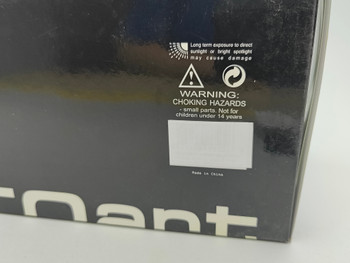 Long term exposure to direct
sunlight or bright spotlight
may cause damage
WARNING:
CHOKING HAZARDS
- small parts. Not for
children under 14 years
Made in China